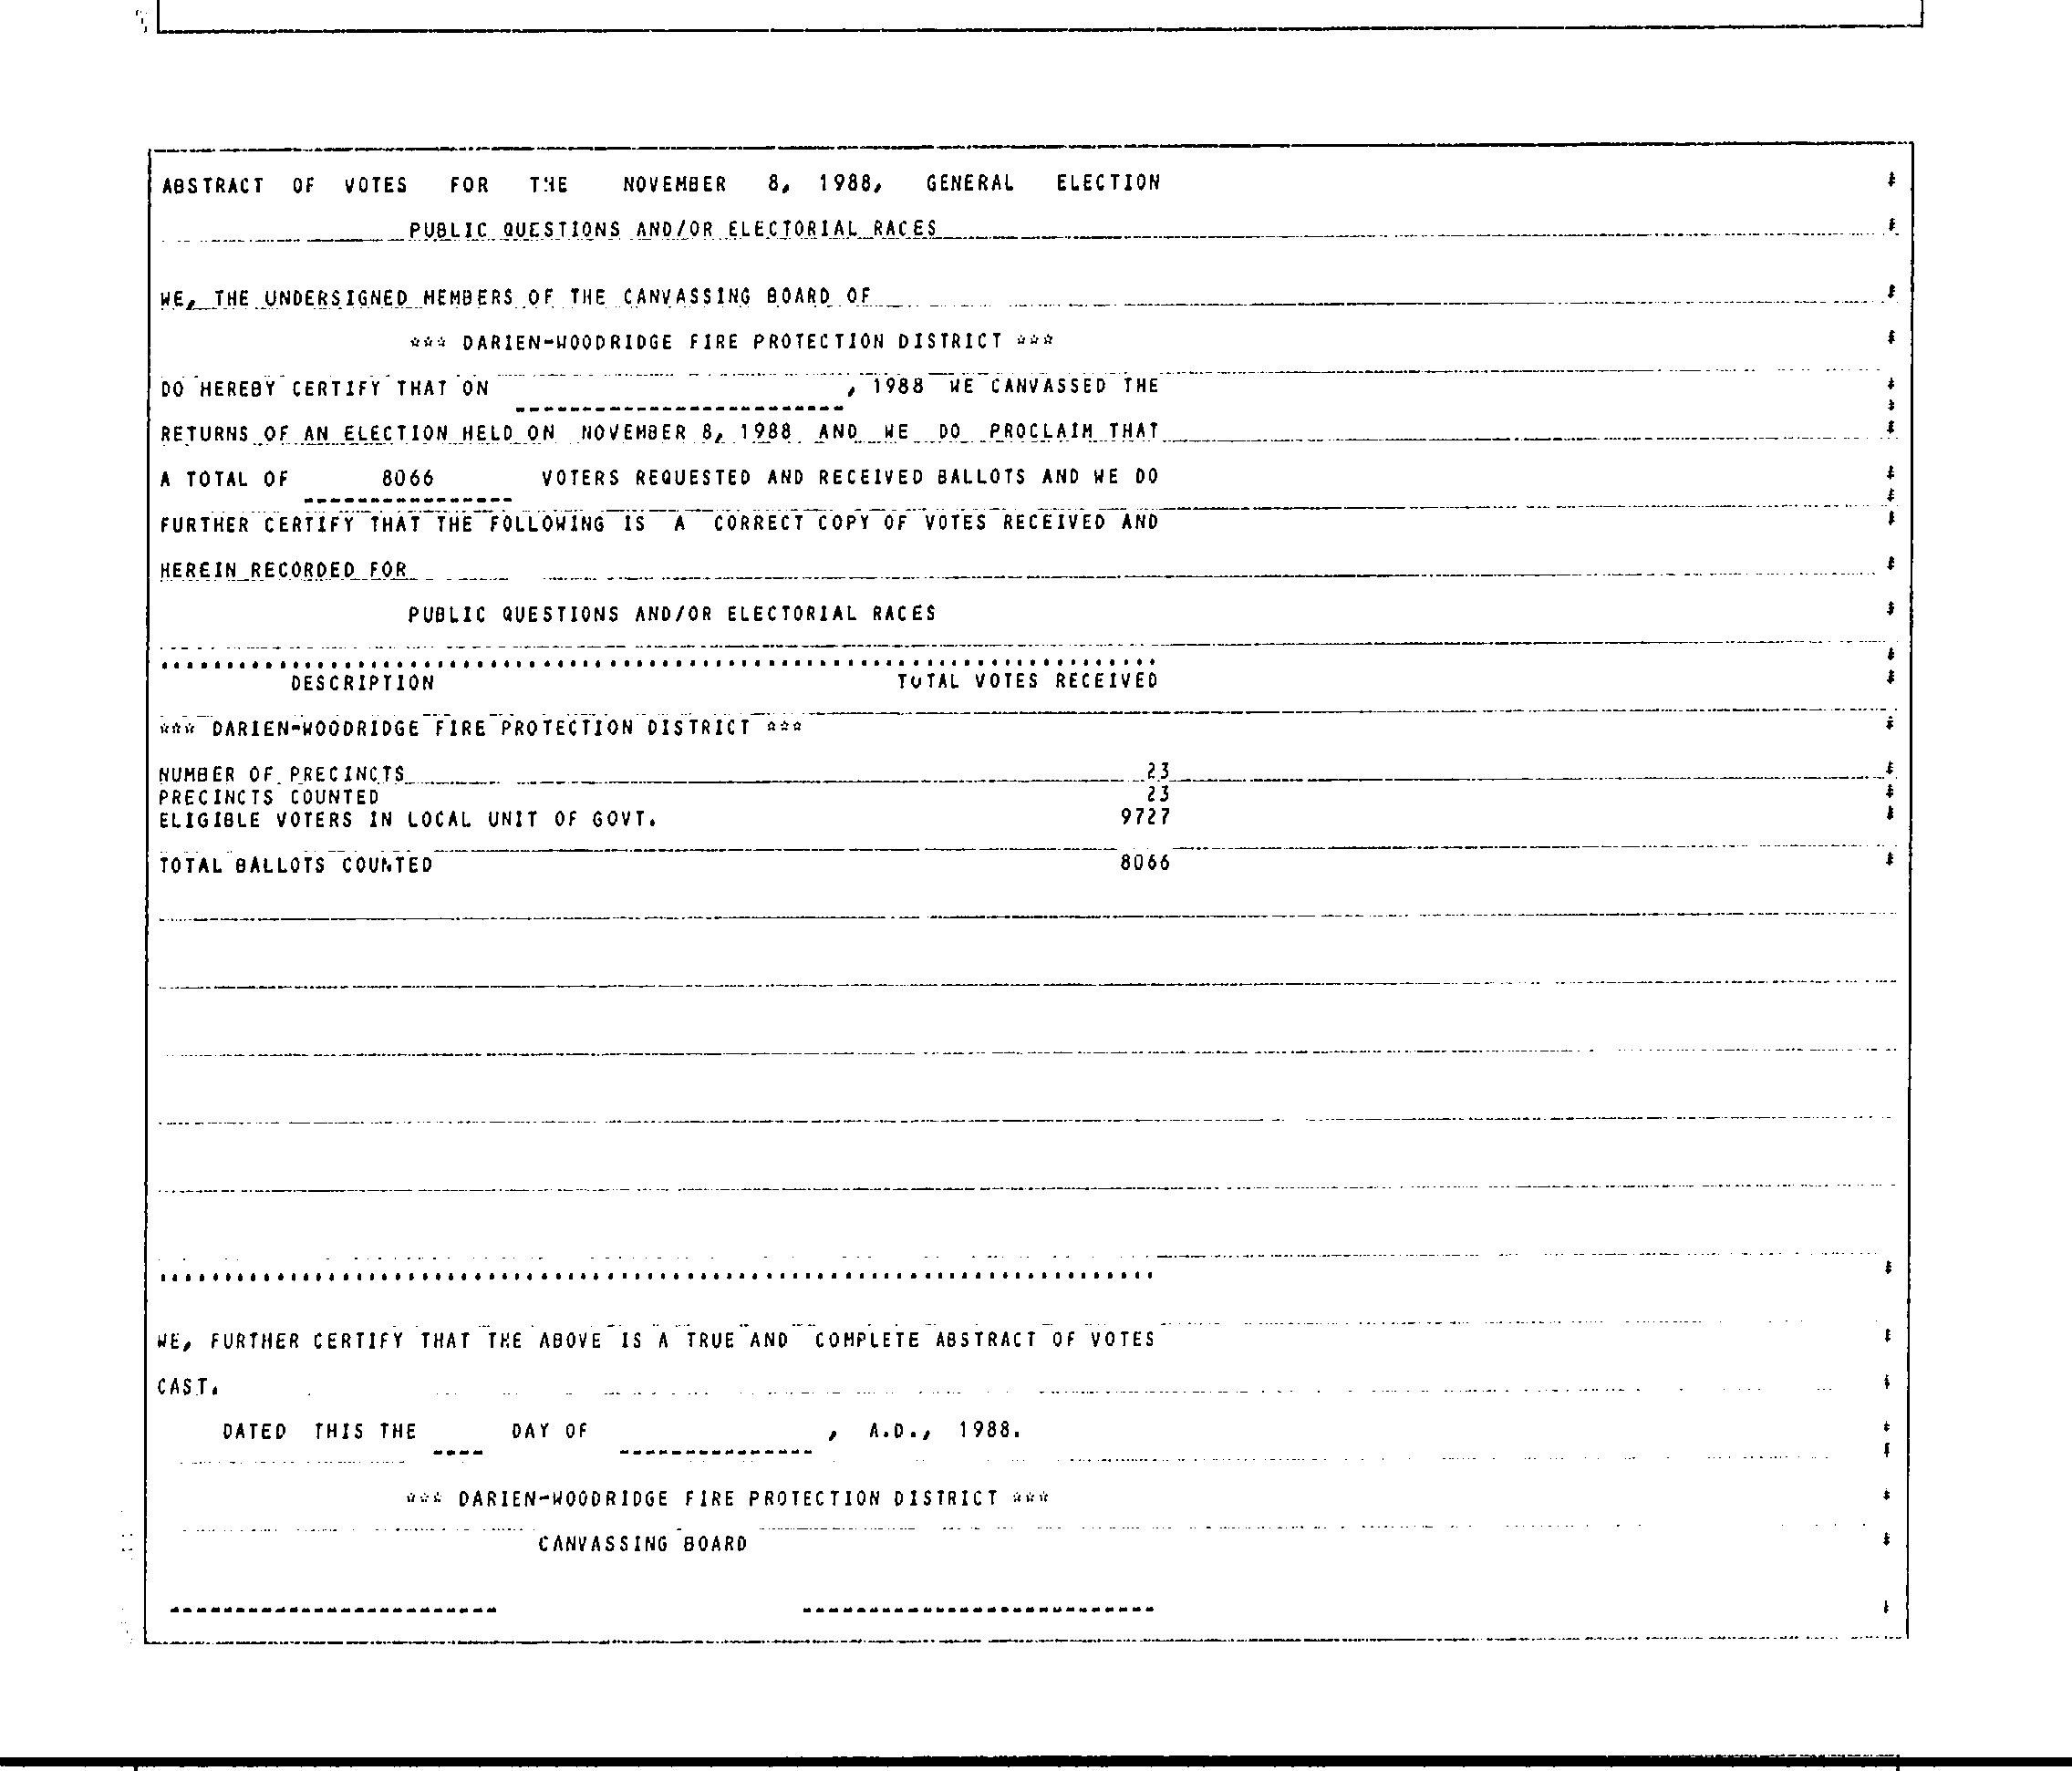 ABSTRACT OF VOTES FOR THE NOVEMBER 8, 1988, GENERAL ELECTION
PUBLIC QUESTIONS AND/OR ELECTORIAL RACES
WE, THE UNDERSIGNED MEMBERS OF THE CANVASSING BOARD OF
*** DARIEN-WOODRIDGE FIRE PROTECTION DISTRICT ***
DO HEREBY CERTIFY THAT ON , 1988 WE CANVASSED THE
RETURNS OF AN ELECTION HELD ON NOVEMBER 8, 1988 AND WE DO PROCLAIM THAT
A TOTAL OF 8066 VOTERS REQUESTED AND RECEIVED BALLOTS AND WE DO
FURTHER CERTIFY THAT THE FOLLOWING IS A CORRECT COPY OF VOTES RECEIVED AND
HEREIN RECORDED FOR
PUBLIC QUESTIONS AND/OR ELECTORIAL RACES
DESCRIPTION TOTAL VOTES RECEIVED
*** DARIEN-WOODRIDGE FIRE PROTECTION DISTRICT ***
NUMBER OF PRECINCTS 23
PRECINCTS COUNTED 23
ELIGIBLE VOTERS IN LOCAL UNIT OF GOVT. 9727
TOTAL BALLOTS COUNTED 8066
WE, FURTHER CERTIFY THAT THE ABOVE IS A TRUE AND COMPLETE ABSTRACT OF VOTES
CAST.
DATED THIS THE ---- DAY OF --------------- , A.D., 1988.
*** DARIEN-WOODRIDGE FIRE PROTECTION DISTRICT ***
CANVASSING BOARD